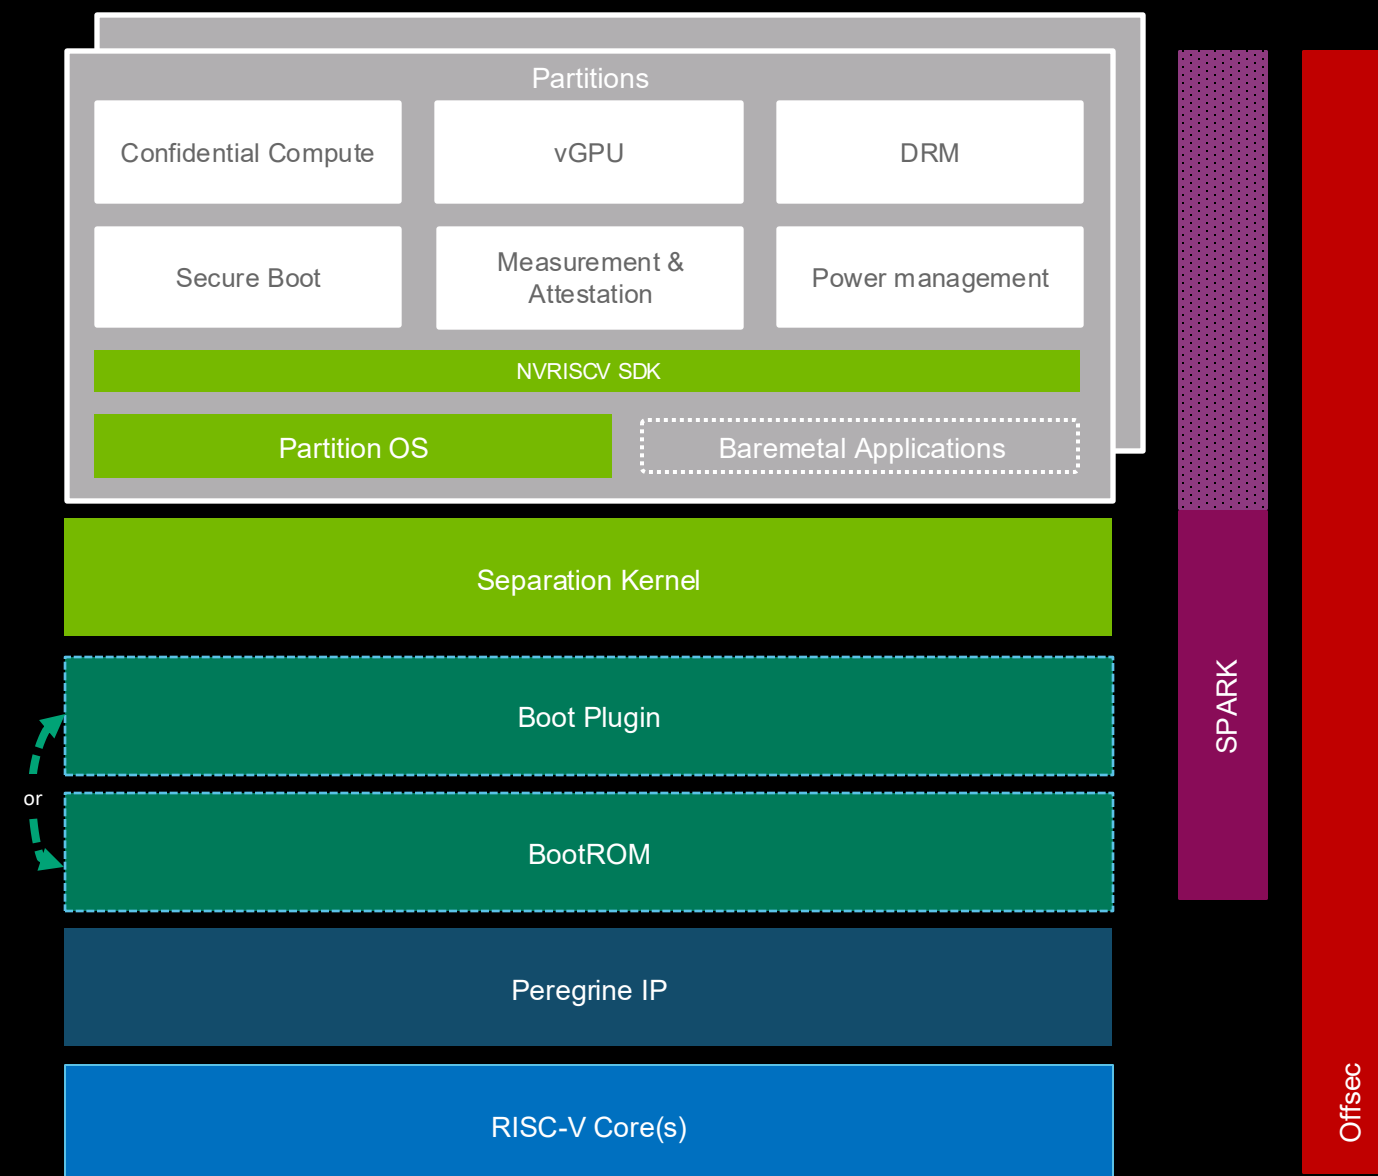 Partitions
Confidential Compute
vGPU
DRM
Secure Boot
Measurement &
Attestation
Power management
NVRISCV SDK
Partition OS
Baremetal Applications
Separation Kernel
Boot Plugin
or
BootROM
Peregrine IP
RISC-V Core(s)
SPARK
Offsec